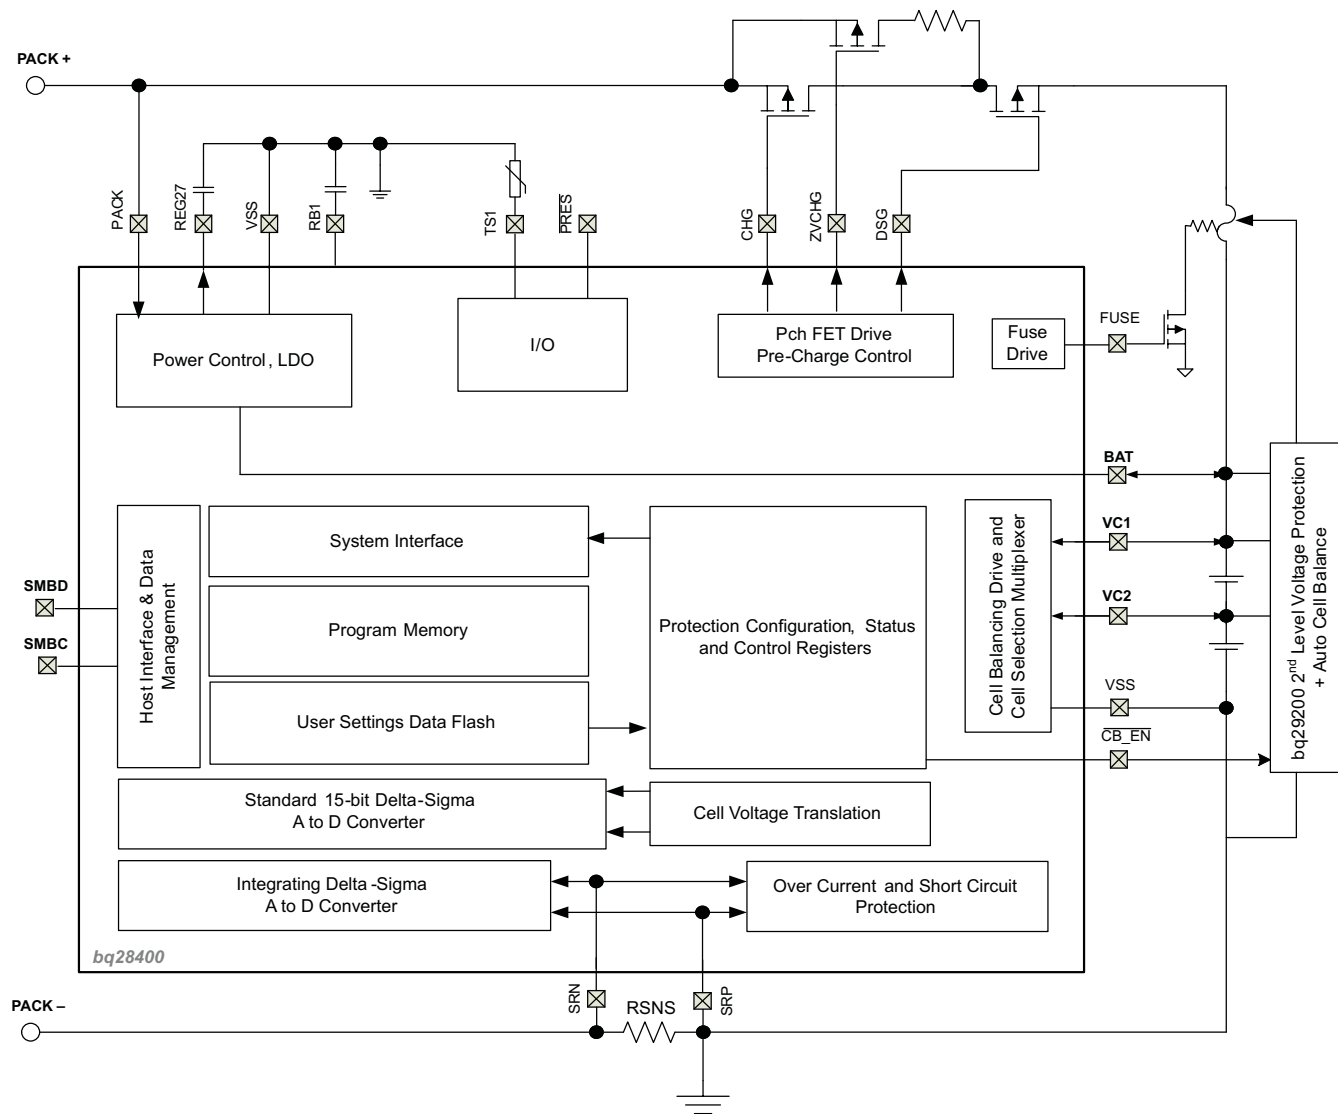 PACK +
PACK
REG27
VSS
RB1
TS1
PRES
CHG
ZVCHG
DSG
Power Control, LDO
I/O
Pch FET Drive
Pre-Charge Control
Fuse
Drive
FUSE
BAT
VC1
VC2
VSS
CB_EN
bq29200 2nd Level Voltage Protection
+ Auto Cell Balance
SMBD
SMBC
Host Interface & Data
Management
System Interface
Program Memory
User Settings Data Flash
Protection Configuration, Status
and Control Registers
Cell Balancing Drive and
Cell Selection Multiplexer
Standard 15-bit Delta-Sigma
A to D Converter
Cell Voltage Translation
Integrating Delta-Sigma
A to D Converter
Over Current and Short Circuit
Protection
bq28400
PACK –
SRN
RSNS
SRP